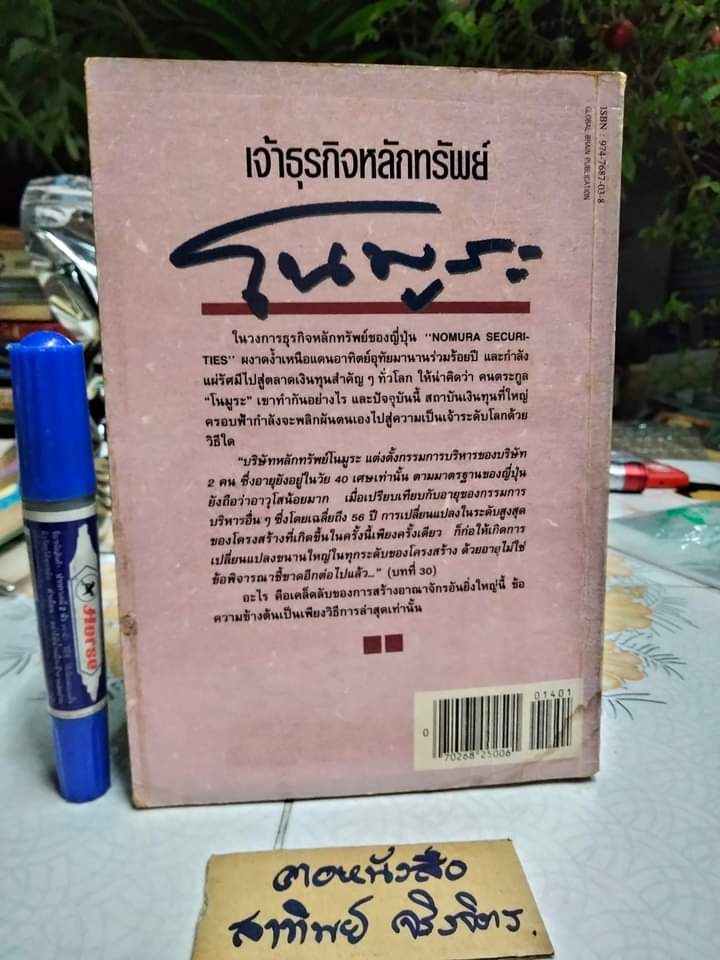 ISBN : 974-7687-03-8
GLOBAL BRAIN PUBLICATION
เจ้าธุรกิจหลักทรัพย์
โนมูระ
ในวงการธุรกิจหลักทรัพย์ของญี่ปุ่น ''NOMURA SECURI-
TIES'' ผงาดง้ำเหนือแดนอาทิตย์อุทัยมานานร่วมร้อยปี และกำลัง
แผ่รัศมีไปสู่ตลาดเงินทุนสำคัญ ๆ ทั่วโลก ให้น่าคิดว่า คนตระกูล
"โนมูระ" เขาทำกันอย่างไร และปัจจุบันนี้ สถาบันเงินทุนที่ใหญ่
ครอบฟ้ากำลังจะพลิกผันตนเองไปสู่ความเป็นเจ้าระดับโลกด้วย
วิธีใด
"บริษัทหลักทรัพย์โนมูระ แต่งตั้งกรรมการบริหารของบริษัท
2 คน ซึ่งอายุยังอยู่ในวัย 40 เศษเท่านั้น ตามมาตรฐานของญี่ปุ่น
ยังถือว่าอาวุโสน้อยมาก เมื่อเปรียบเทียบกับอายุของกรรมการ
บริหารอื่น ๆ ซึ่งโดยเฉลี่ยถึง 56 ปี การเปลี่ยนแปลงในระดับสูงสุด
ของโครงสร้างที่เกิดขึ้นในครั้งนี้เพียงครั้งเดียว ก็ก่อให้เกิดการ
เปลี่ยนแปลงขนานใหญ่ในทุกระดับของโครงสร้าง ด้วยอายุไม่ใช่
ข้อพิจารณาชี้ขาดอีกต่อไปแล้ว..." (บทที่ 30)
อะไร คือเคล็ดลับของการสร้างอาณาจักรอันยิ่งใหญ่นี้ ข้อ
ความข้างต้นเป็นเพียงวิธีการล่าสุดเท่านั้น
01401
0 70268 25006
Horse
ตอหนังสือ
สาทิพย์